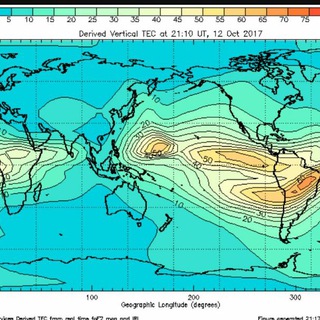 5 10 15 20 25 30 35 40 45 50 55 60 65 70 75
Derived Vertical TEC at 21:10 UT, 12 Oct 2017
10
20
50
50
10
20
30
100 200 300
Geographic Longitude (degrees)
Derived TEC from real time foF2 map and IRI
Figure generated 21:17